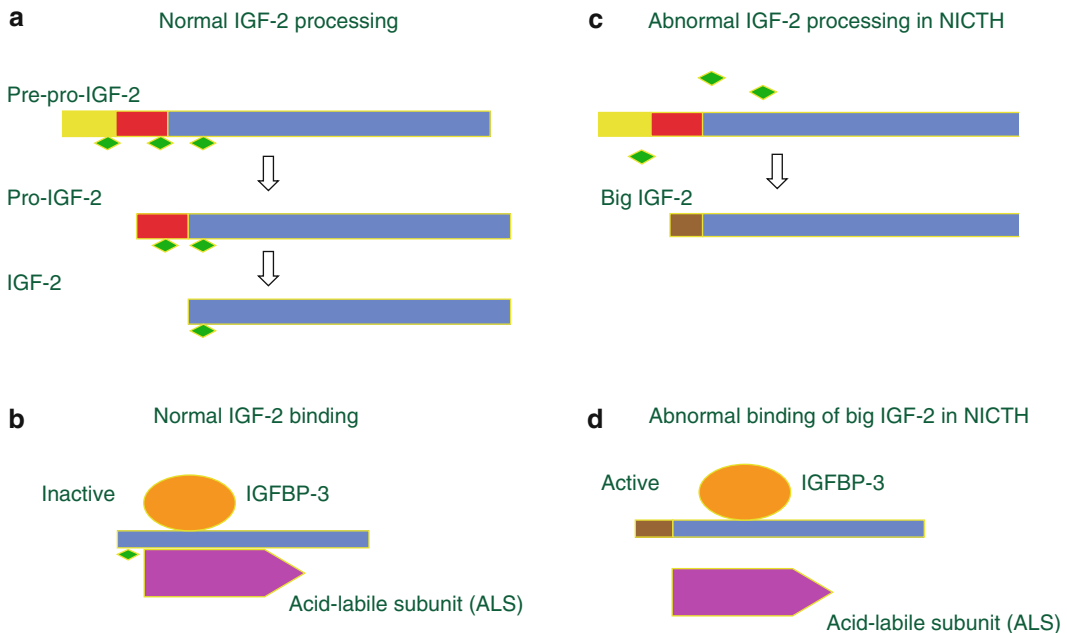 a
Normal IGF-2 processing
Pre-pro-IGF-2
Pro-IGF-2
IGF-2
c
Abnormal IGF-2 processing in NICTH
Big IGF-2
b
Normal IGF-2 binding
Inactive
IGFBP-3
Acid-labile subunit (ALS)
d
Abnormal binding of big IGF-2 in NICTH
Active
IGFBP-3
Acid-labile subunit (ALS)